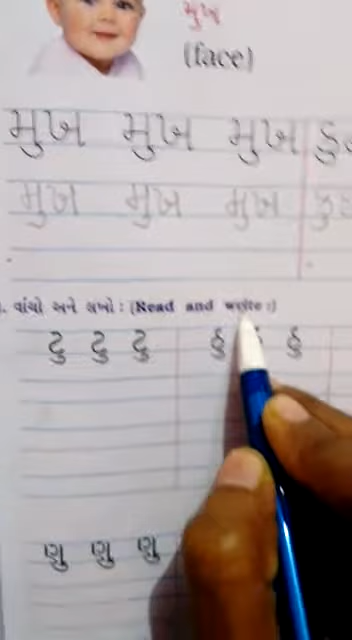 મુખ
(face)
મુખ મુખ મુખ
મુખ મુખ મુખ
વાંચો અને લખો : (Read and write :)
ટુ ટુ ટુ ઠુ ઠુ
ણુ ણુ ણુ